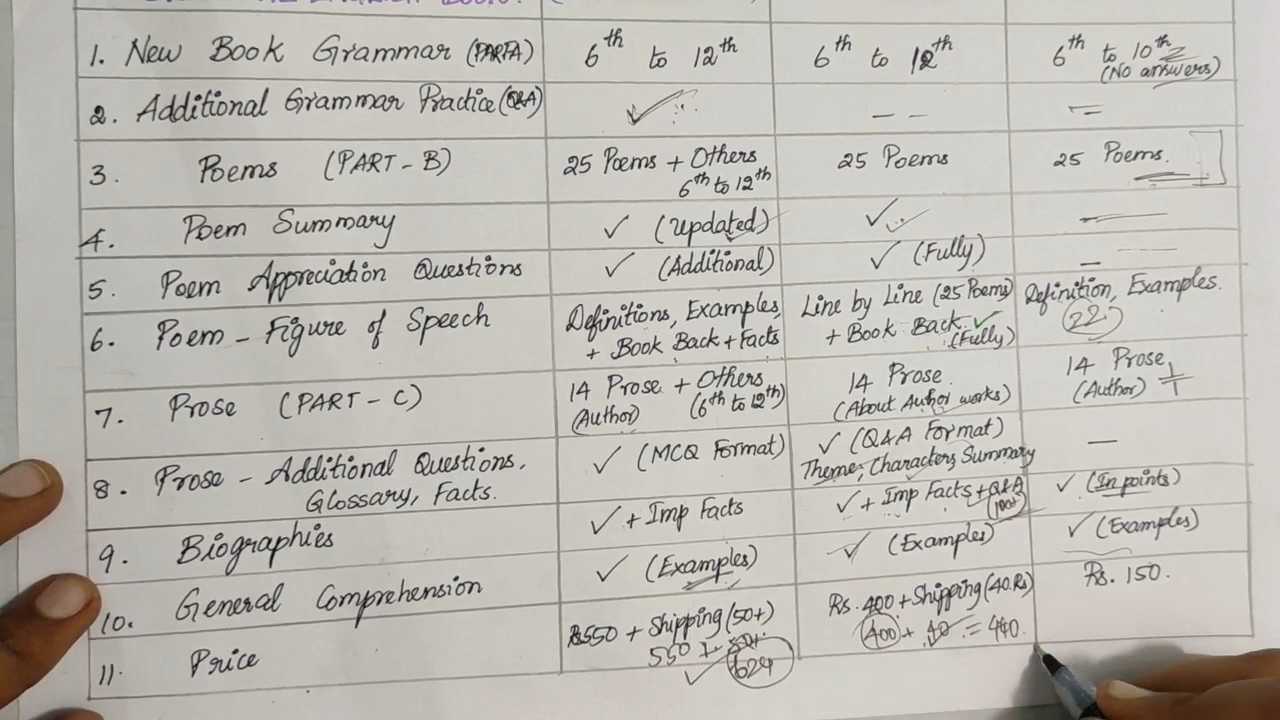 1. New Book Grammar (PART A) 6th to 12th 6th to 12th 6th to 10th
(No answers)
2. Additional Grammar Practice (Q&A) ✓ -- =
3. Poems (PART-B) 25 Poems + Others 25 Poems 25 Poems.
6th to 12th
4. Poem Summary ✓ (Updated) ✓ —
5. Poem Appreciation Questions ✓ (Additional) ✓ (Fully) —
6. Poem - Figure of Speech Definitions, Examples, Line by Line (25 Poems) Definition, Examples.
+ Book Back + Facts + Book Back ✓ 22
(Fully)
7. Prose (PART-C) 14 Prose + Others 14 Prose 14 Prose
(Author) (6th to 12th) (About Author works) (Author)
8. Prose - Additional Questions, ✓ (MCQ Format) ✓ (Q&A Format) —
Glossary, Facts. Theme, Characters, Summary
9. Biographies ✓ + Imp Facts ✓ + Imp Facts + Q&A ✓ (In points)
(100+)
10. General Comprehension ✓ (Examples) ✓ (Examples) ✓ (Examples)
11. Price Rs550 + Shipping (50+) Rs. 400 + Shipping (40.Rs) Rs. 150.
550 + 50+. 400 + 40 = 440.
✓ 624